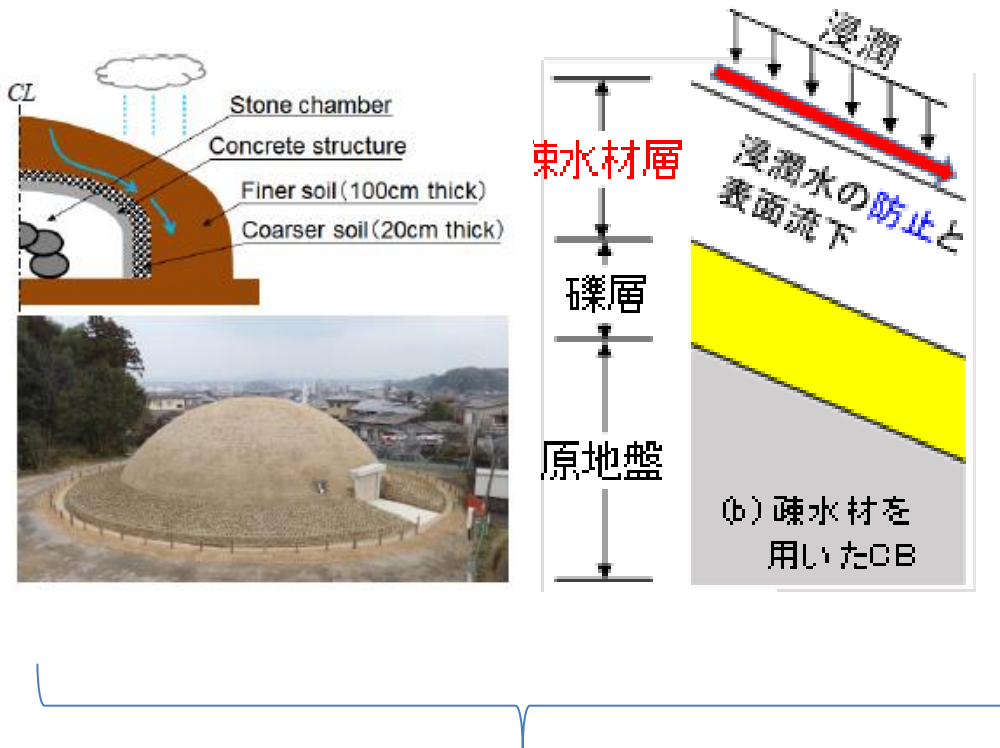 CL
Stone chamber
Concrete structure
Finer soil(100cm thick)
Coarser soil(20cm thick)
浸潤
疎水材層
浸潤水の防止と
表面流下
礫層
原地盤
(b)疎水材を
用いたCB